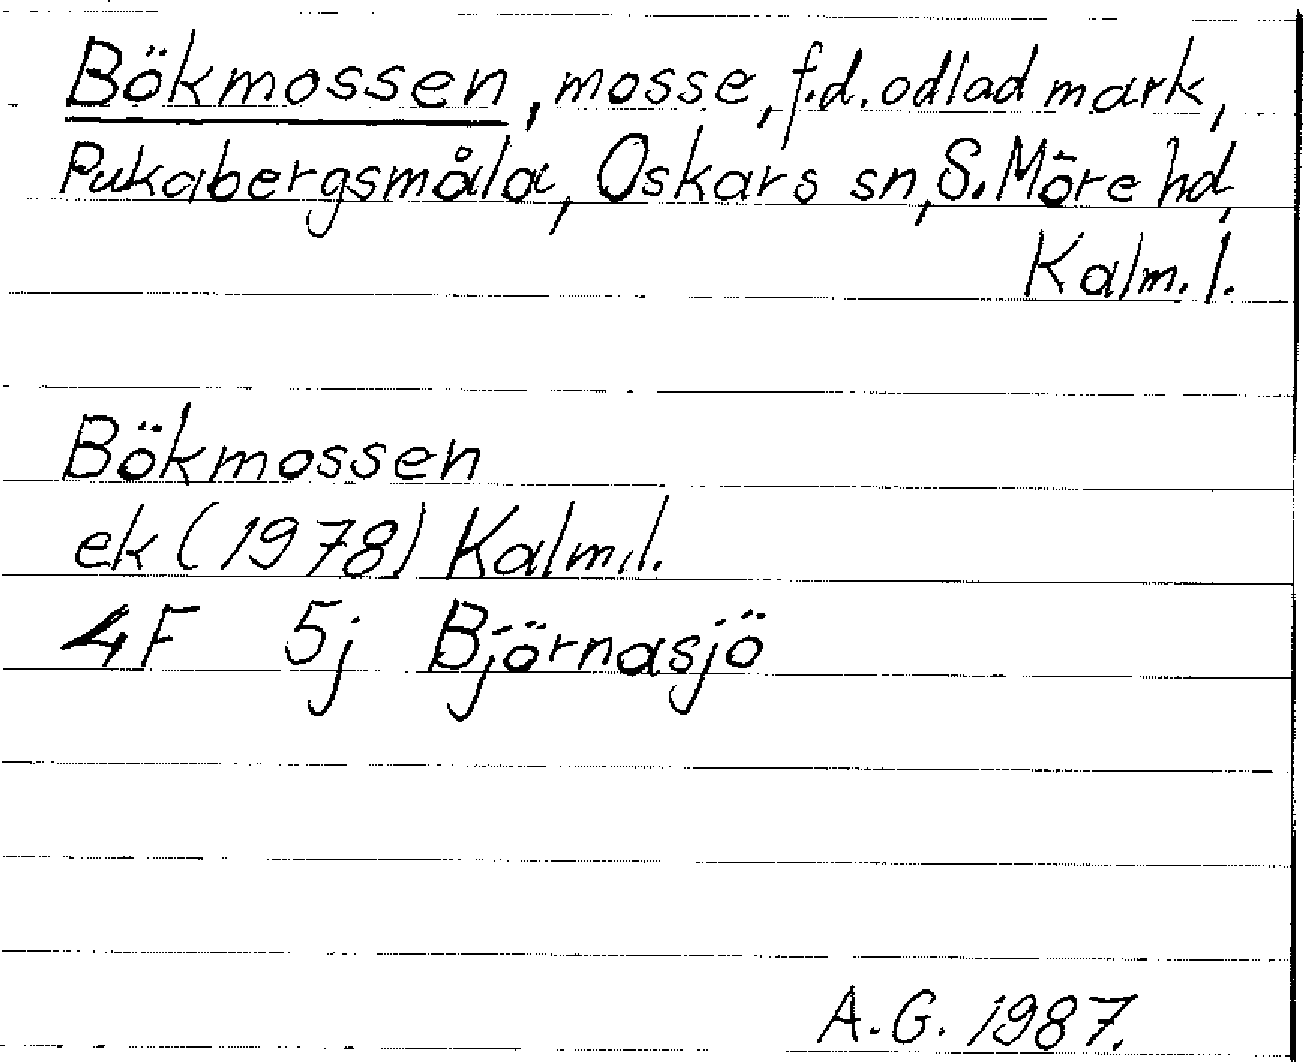 Bökmossen, mosse, f.d. odlad mark,
Pukabergsmåla, Oskars sn, S. Möre hd,
Kalm. l.
Bökmossen
ek (1978) Kalm.l.
4F 5j Björnasjö
A.G. 1987.